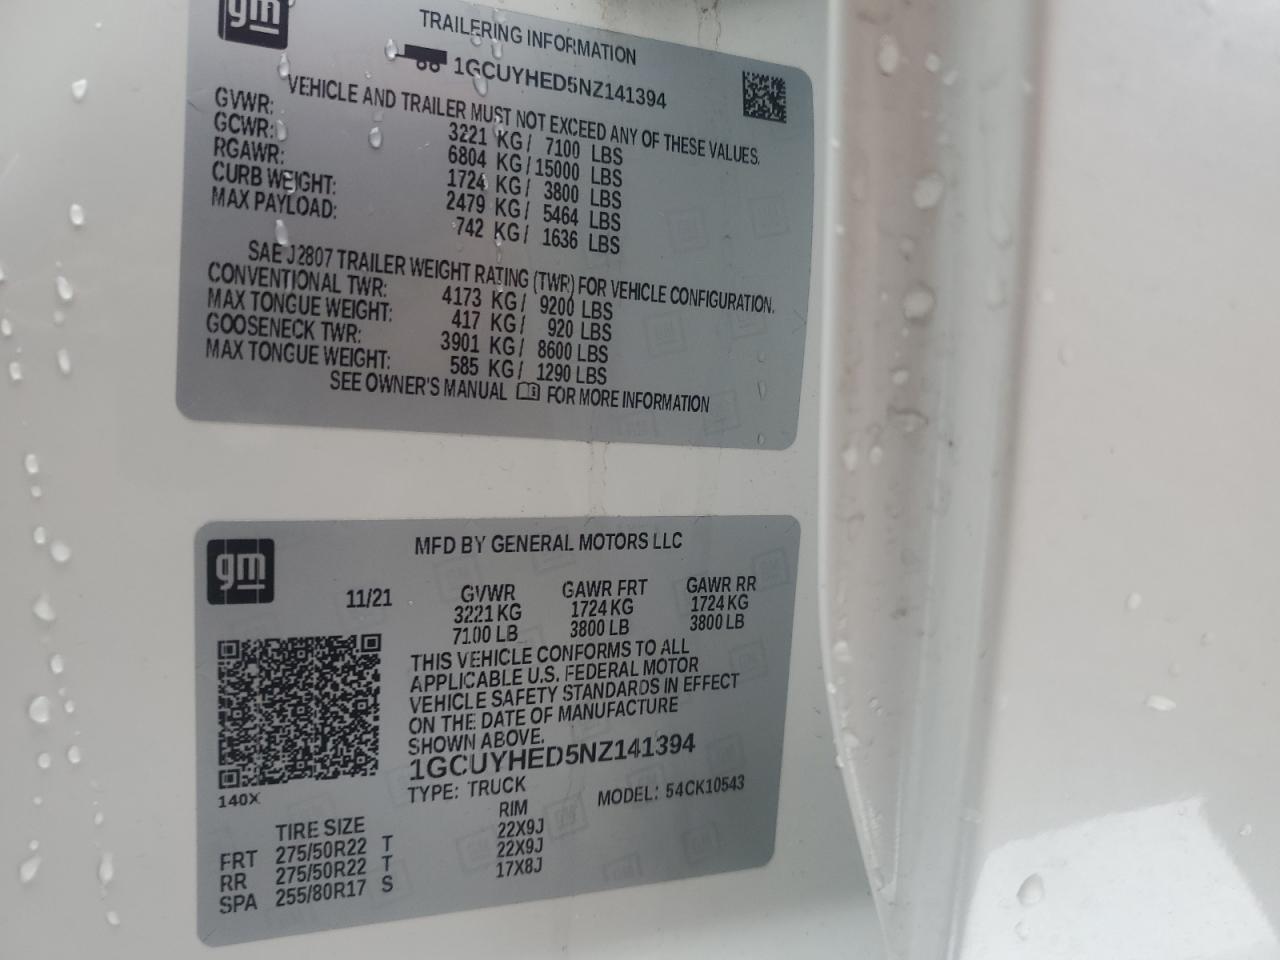 gm
TRAILERING INFORMATION
1GCUYHED5NZ141394
VEHICLE AND TRAILER MUST NOT EXCEED ANY OF THESE VALUES.
GVWR: 3221 KG/ 7100 LBS
GCWR: 6804 KG/ 15000 LBS
RGAWR: 1724 KG/ 3800 LBS
CURB WEIGHT: 2479 KG/ 5464 LBS
MAX PAYLOAD: 742 KG/ 1636 LBS
SAE J2807 TRAILER WEIGHT RATING (TWR) FOR VEHICLE CONFIGURATION.
CONVENTIONAL TWR: 4173 KG/ 9200 LBS
MAX TONGUE WEIGHT: 417 KG/ 920 LBS
GOOSENECK TWR: 3901 KG/ 8600 LBS
MAX TONGUE WEIGHT: 585 KG/ 1290 LBS
SEE OWNER'S MANUAL FOR MORE INFORMATION
gm
MFD BY GENERAL MOTORS LLC
11/21 GVWR GAWR FRT GAWR RR
3221 KG 1724 KG 1724 KG
7100 LB 3800 LB 3800 LB
THIS VEHICLE CONFORMS TO ALL
APPLICABLE U.S. FEDERAL MOTOR
VEHICLE SAFETY STANDARDS IN EFFECT
ON THE DATE OF MANUFACTURE
SHOWN ABOVE.
1GCUYHED5NZ141394
140X TYPE: TRUCK MODEL: 54CK10543
TIRE SIZE RIM
FRT 275/50R22 T 22X9J
RR 275/50R22 T 22X9J
SPA 255/80R17 S 17X8J